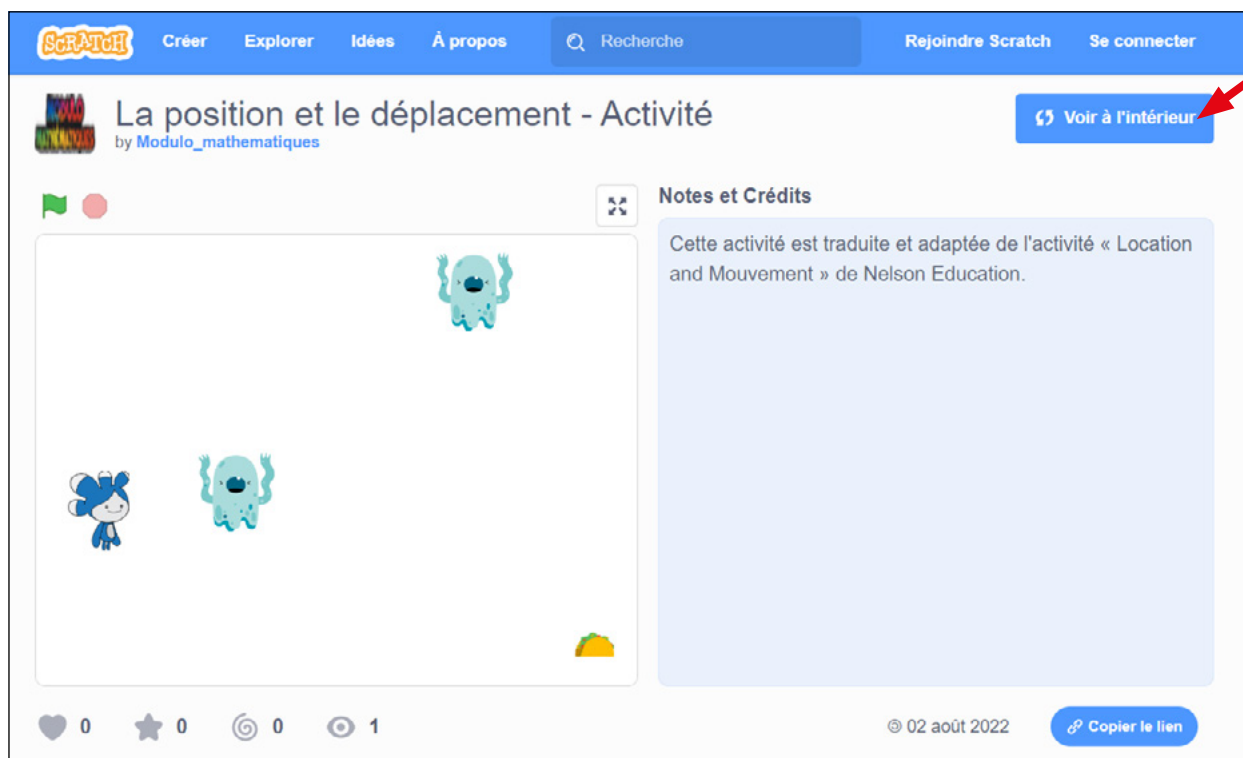 SCRATCH Créer Explorer Idées À propos Recherche Rejoindre Scratch Se connecter
La position et le déplacement - Activité
by Modulo_mathematiques
Voir à l'intérieur
Notes et Crédits
Cette activité est traduite et adaptée de l'activité « Location
and Mouvement » de Nelson Education.
0 0 0 1
02 août 2022
Copier le lien